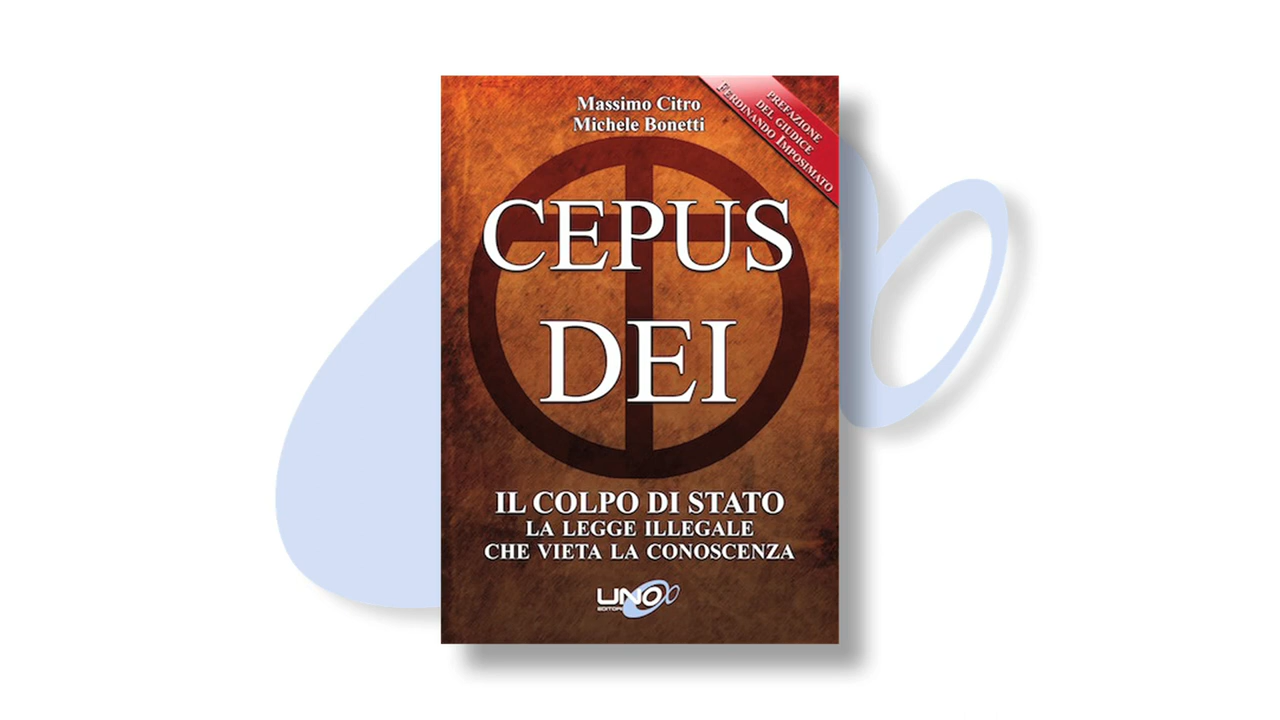 Massimo Citro
Michele Bonetti
PREFAZIONE
DEL GIUDICE
FERDINANDO IMPOSIMATO
CEPUS
DEI
IL COLPO DI STATO
LA LEGGE ILLEGALE
CHE VIETA LA CONOSCENZA
UNO
EDITORI